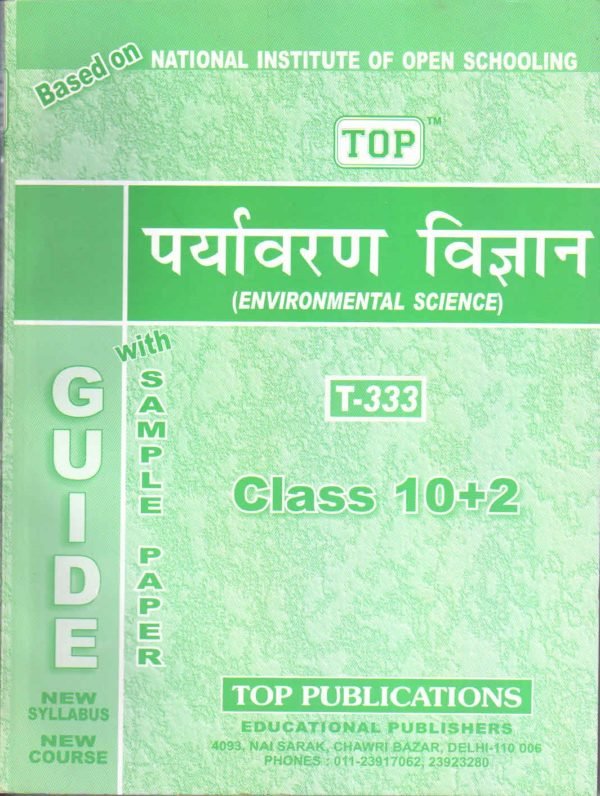 Based on NATIONAL INSTITUTE OF OPEN SCHOOLING
TOP™
पर्यावरण विज्ञान
(ENVIRONMENTAL SCIENCE)
GUIDE
with SAMPLE PAPER
T-333
Class 10+2
NEW
SYLLABUS
NEW
COURSE
TOP PUBLICATIONS
EDUCATIONAL PUBLISHERS
4093, NAI SARAK, CHAWRI BAZAR, DELHI-110 006
PHONES : 011-23917062, 23923280